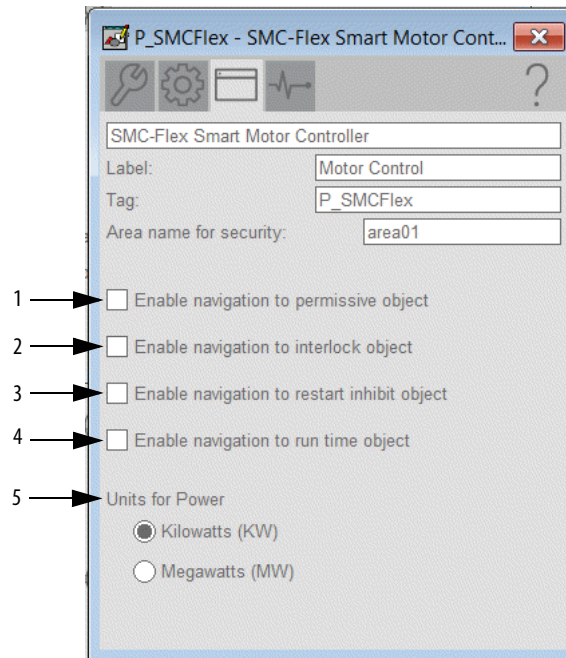 P_SMCFlex - SMC-Flex Smart Motor Cont...
?
SMC-Flex Smart Motor Controller
Label: Motor Control
Tag: P_SMCFlex
Area name for security: area01
1 Enable navigation to permissive object
2 Enable navigation to interlock object
3 Enable navigation to restart inhibit object
4 Enable navigation to run time object
5 Units for Power
Kilowatts (KW)
Megawatts (MW)